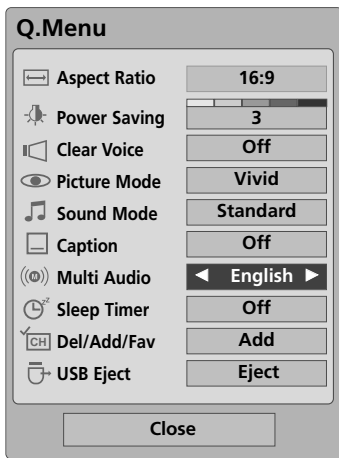 Q.Menu
Aspect Ratio 16:9
Power Saving 3
Clear Voice Off
Picture Mode Vivid
Sound Mode Standard
Caption Off
Multi Audio ◀ English ▶
Sleep Timer Off
CH Del/Add/Fav Add
USB Eject Eject
Close